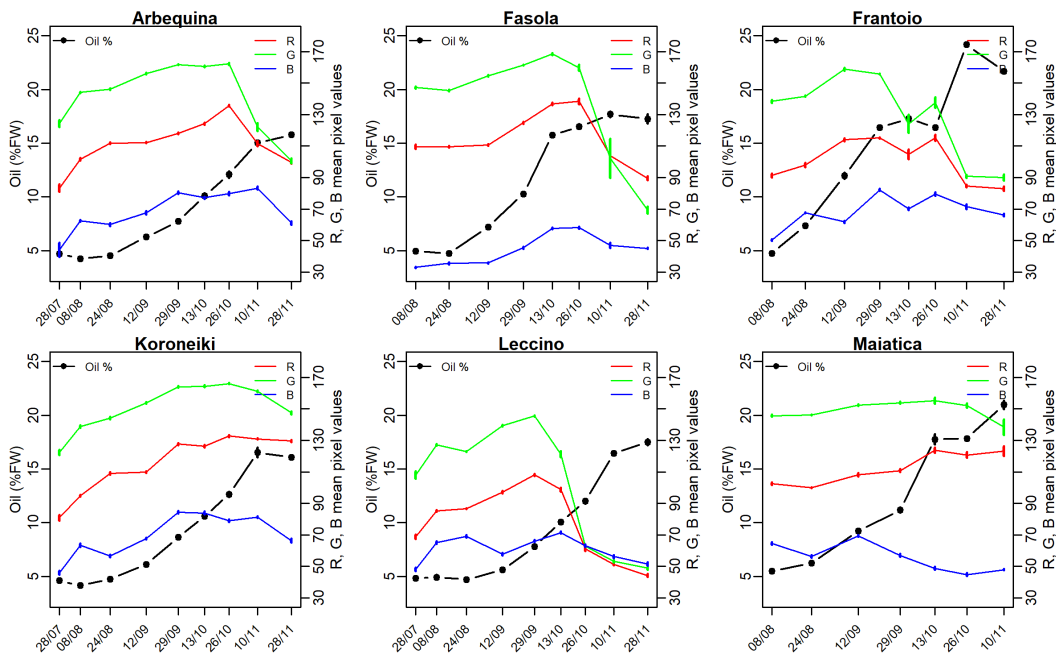 Arbequina
Fasola
Frantoio
25
20
15
10
5
Oil (%FW)
Oil %
R
G
B
170
130
90
70
50
30
R, G, B mean pixel values
28/07
08/08
24/08
12/09
29/09
13/10
26/10
10/11
28/11
25
20
15
10
5
Oil (%FW)
Oil %
R
G
B
170
130
90
70
50
30
R, G, B mean pixel values
08/08
24/08
12/09
29/09
13/10
26/10
10/11
28/11
25
20
15
10
5
Oil (%FW)
Oil %
R
G
170
130
90
70
50
30
R, G, B mean pixel values
08/08
24/08
12/09
29/09
13/10
26/10
10/11
28/11
Koroneiki
Leccino
Maiatica
25
20
15
10
5
Oil (%FW)
Oil %
R
G
B
170
130
90
70
50
30
R, G, B mean pixel values
28/07
08/08
24/08
12/09
29/09
13/10
26/10
10/11
28/11
25
20
15
10
5
Oil (%FW)
Oil %
R
G
B
170
130
90
70
50
30
R, G, B mean pixel values
28/07
08/08
24/08
12/09
29/09
13/10
26/10
10/11
28/11
25
20
15
10
5
Oil (%FW)
Oil %
R
G
B
170
130
90
70
50
30
R, G, B mean pixel values
08/08
24/08
12/09
29/09
13/10
26/10
10/11